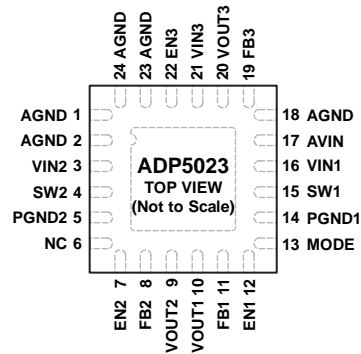 24 AGND
23 AGND
22 EN3
21 VIN3
20 VOUT3
19 FB3
AGND 1
AGND 2
VIN2 3
SW2 4
PGND2 5
NC 6
ADP5023
TOP VIEW
(Not to Scale)
18 AGND
17 AVIN
16 VIN1
15 SW1
14 PGND1
13 MODE
EN2 7
FB2 8
VOUT2 9
VOUT1 10
FB1 11
EN1 12